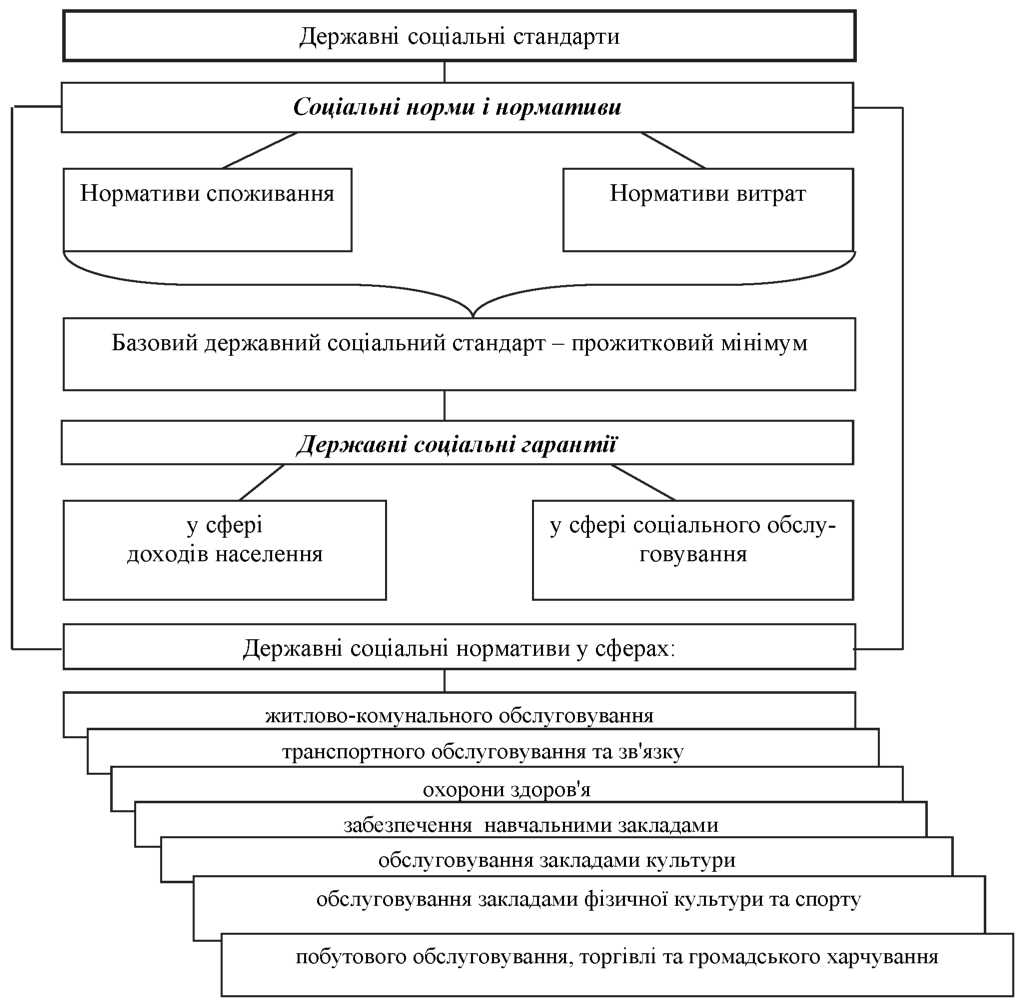 Державні соціальні стандарти
Соціальні норми і нормативи
Нормативи споживання
Нормативи витрат
Базовий державний соціальний стандарт – прожитковий мінімум
Державні соціальні гарантії
у сфері
доходів населення
у сфері соціального обслу-
говування
Державні соціальні нормативи у сферах:
житлово-комунального обслуговування
транспортного обслуговування та зв'язку
охорони здоров'я
забезпечення навчальними закладами
обслуговування закладами культури
обслуговування закладами фізичної культури та спорту
побутового обслуговування, торгівлі та громадського харчування